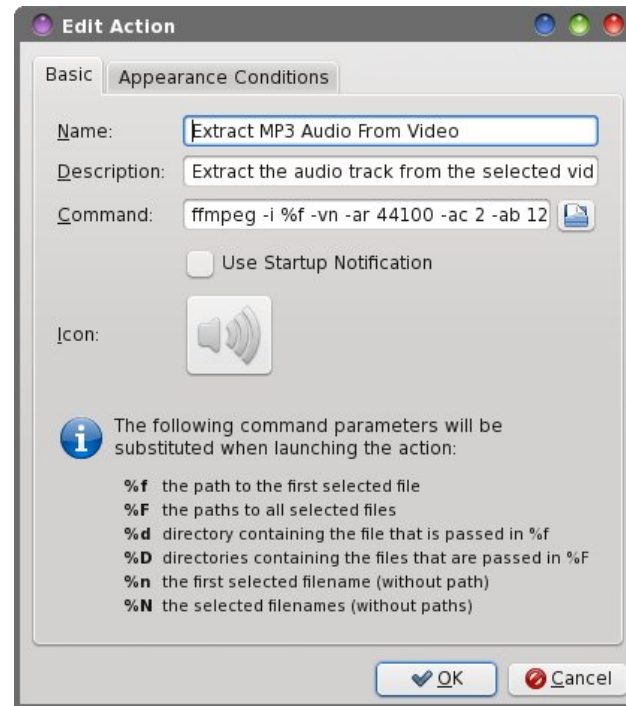 Edit Action
Basic Appearance Conditions
Name: Extract MP3 Audio From Video
Description: Extract the audio track from the selected vid
Command: ffmpeg -i %f -vn -ar 44100 -ac 2 -ab 12
Use Startup Notification
Icon:
The following command parameters will be
substituted when launching the action:
%f the path to the first selected file
%F the paths to all selected files
%d directory containing the file that is passed in %f
%D directories containing the files that are passed in %F
%n the first selected filename (without path)
%N the selected filenames (without paths)
OK Cancel